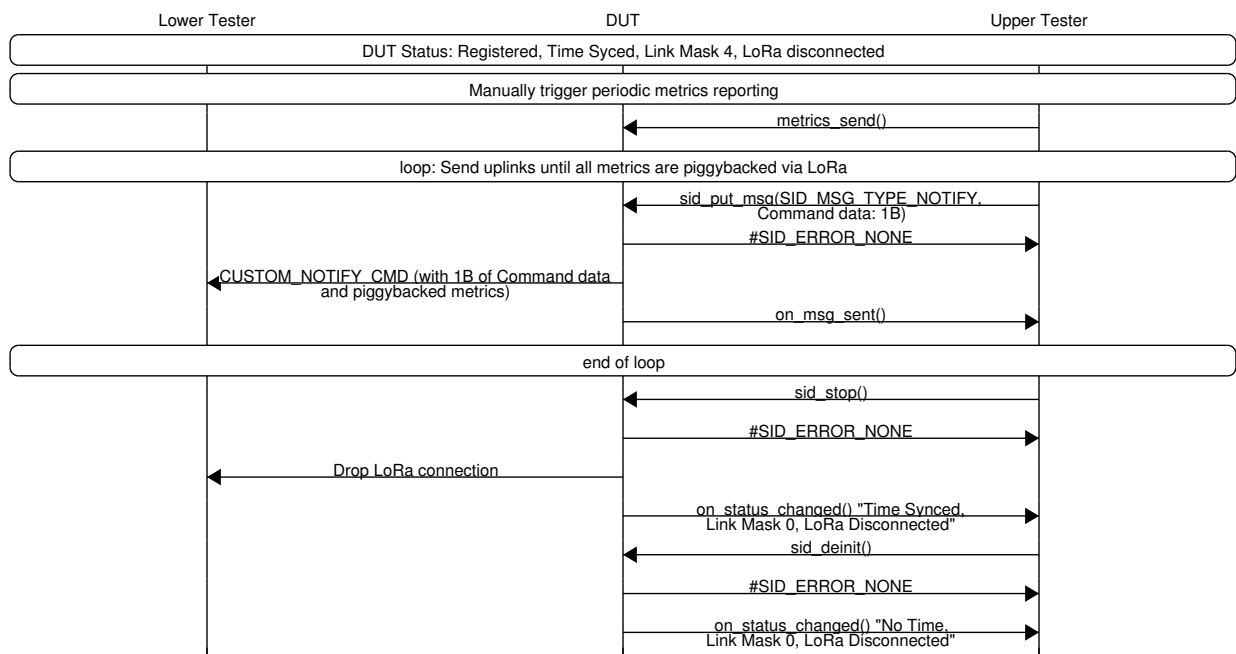 Lower Tester DUT Upper Tester
DUT Status: Registered, Time Syced, Link Mask 4, LoRa disconnected
Manually trigger periodic metrics reporting
metrics_send()
loop: Send uplinks until all metrics are piggybacked via LoRa
sid_put_msg(SID_MSG_TYPE_NOTIFY,
Command data: 1B)
#SID_ERROR_NONE
CUSTOM_NOTIFY_CMD (with 1B of Command data
and piggybacked metrics)
on_msg_sent()
end of loop
sid_stop()
#SID_ERROR_NONE
Drop LoRa connection
on_status_changed() "Time Synced,
Link Mask 0, LoRa Disconnected"
sid_deinit()
#SID_ERROR_NONE
on_status_changed() "No Time,
Link Mask 0, LoRa Disconnected"